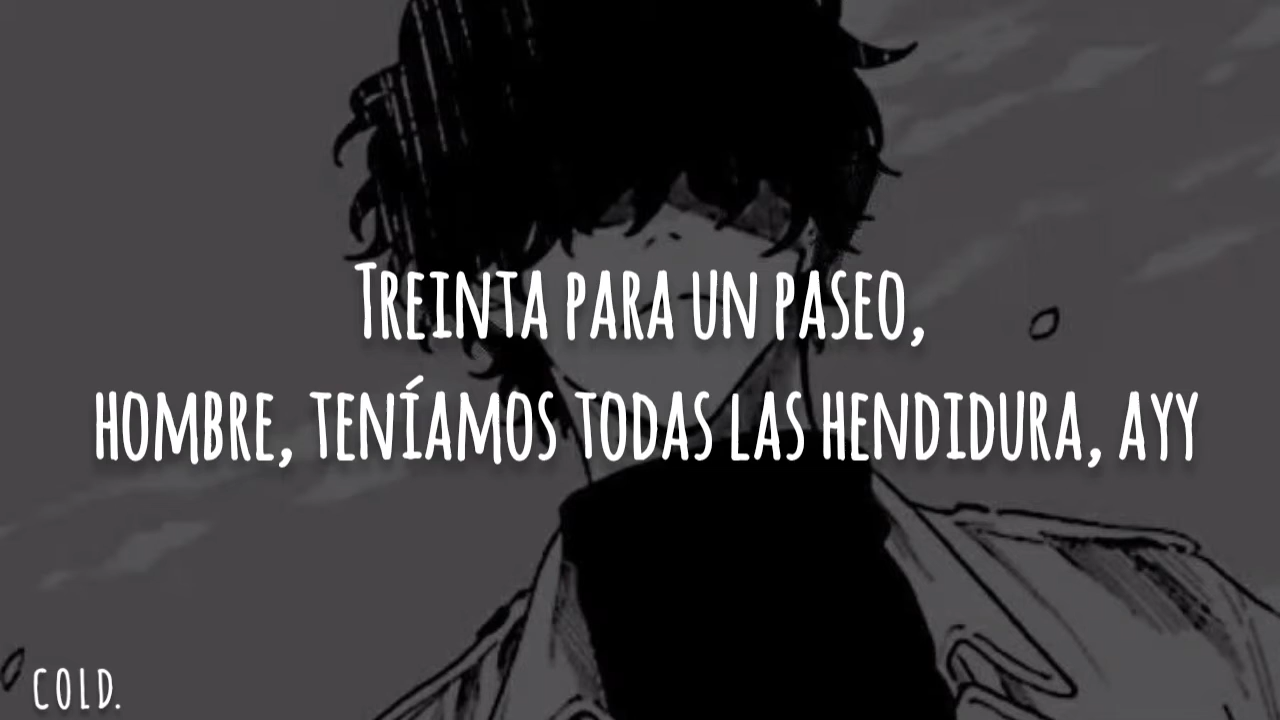 Treinta para un paseo,
hombre, teníamos todas las hendidura, ayy
COLD.